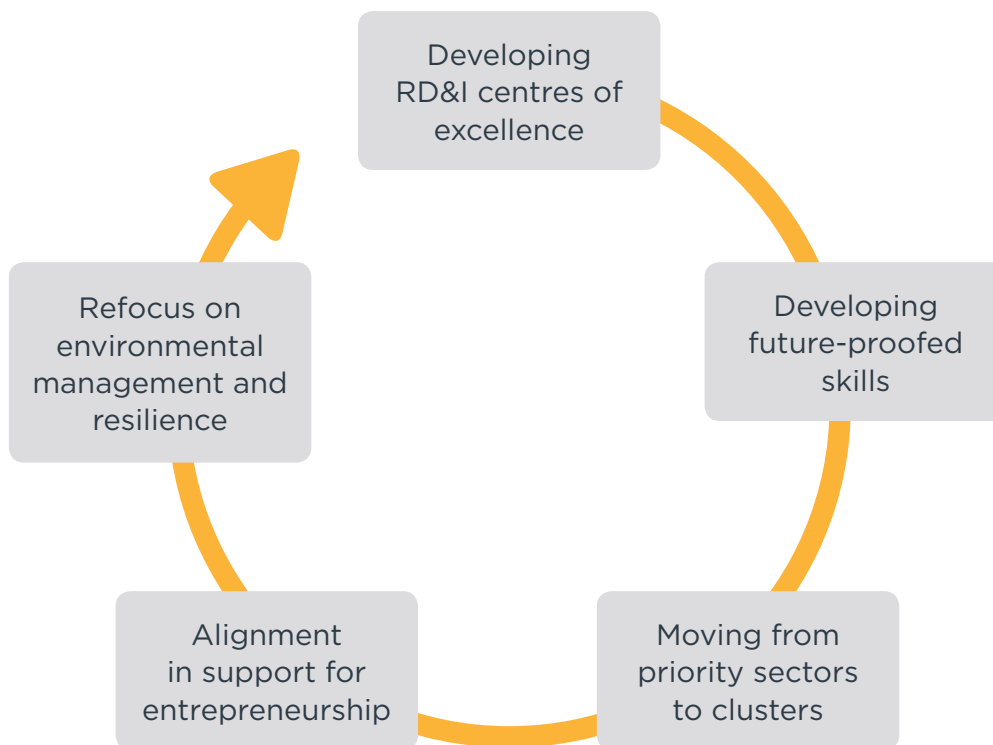 Developing
RD&I centres of
excellence
Developing
future-proofed
skills
Moving from
priority sectors
to clusters
Alignment
in support for
entrepreneurship
Refocus on
environmental
management and
resilience